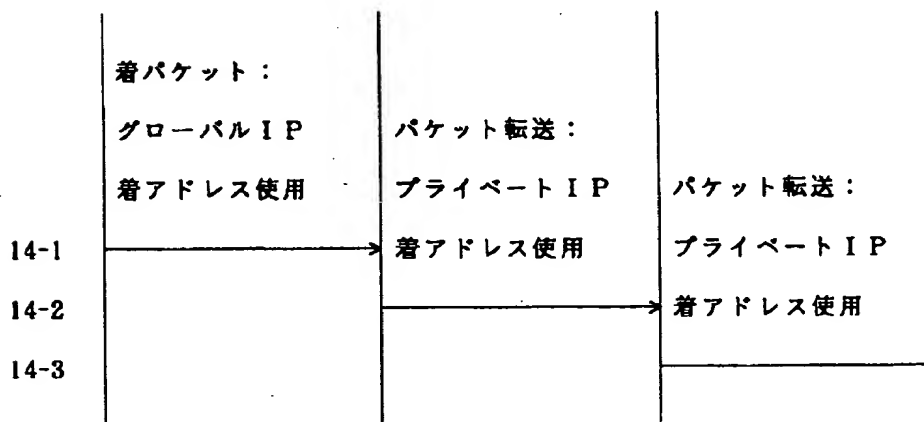 着パケット：
グローバルＩＰ
着アドレス使用
パケット転送：
プライベートＩＰ
着アドレス使用
パケット転送：
プライベートＩＰ
着アドレス使用
14-1
14-2
14-3